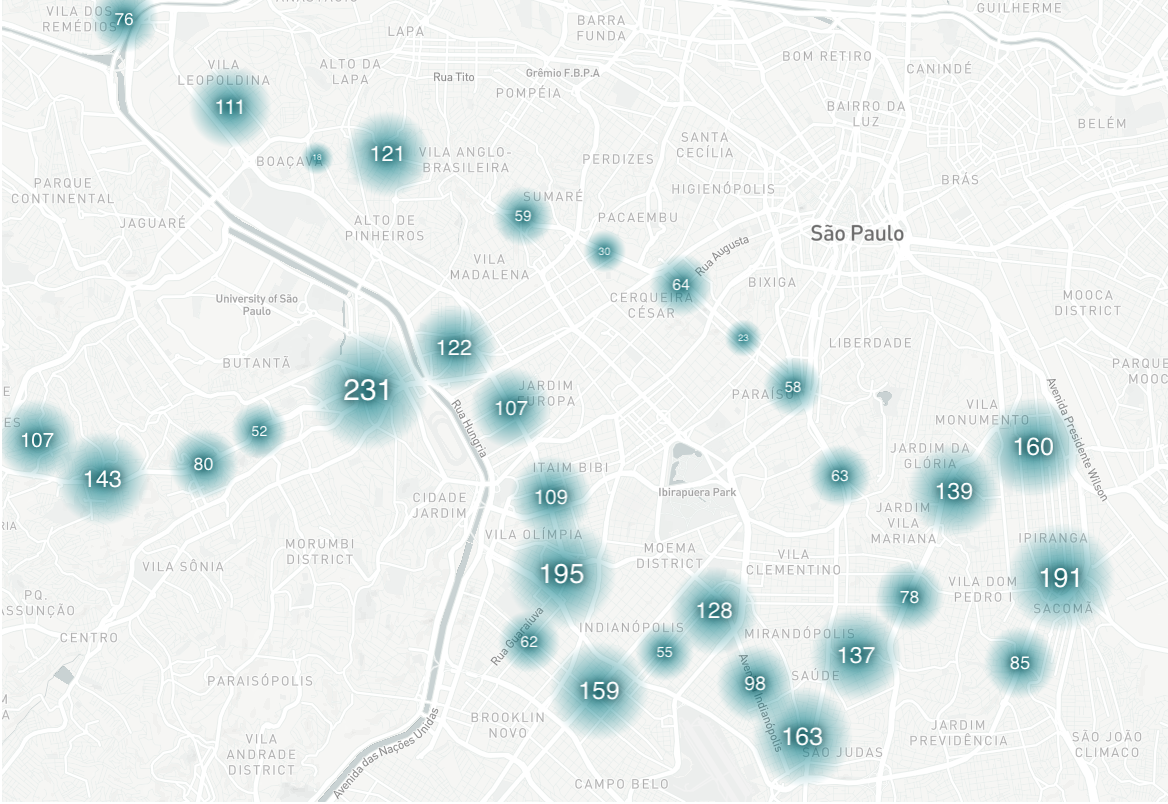 VILA DOS
REMÉDIOS
76
GUILHERME
LAPA
BARRA
FUNDA
BOM RETIRO
CANINDÉ
VILA
LEOPOLDINA
ALTO DA
LAPA
Rua Tito
Grêmio F.B.P.A
POMPÉIA
111
BAIRRO DA
LUZ
BELÉM
SANTA
CECÍLIA
BOAÇAVA
18
121
VILA ANGLO-
BRASILEIRA
PERDIZES
PARQUE
CONTINENTAL
HIGIENÓPOLIS
BRÁS
SUMARÉ
59
PACAEMBU
JAGUARÉ
ALTO DE
PINHEIROS
São Paulo
30
Rua Augusta
VILA
MADALENA
64
CERQUEIRA
CÉSAR
BIXIGA
University of São
Paulo
MOOCA
DISTRICT
23
LIBERDADE
122
BUTANTÃ
PARQUE
MOOC
231
JARDIM
EUROPA
107
PARAÍSO
58
Rua Hungria
VILA
MONUMENTO
Avenida Presidente Wilson
ES
107
52
160
80
143
ITAIM BIBI
109
JARDIM DA
GLÓRIA
63
139
CIDADE
JARDIM
Ibirapuera Park
RIA
VILA OLÍMPIA
JARDIM
VILA
MARIANA
IPIRANGA
MORUMBI
DISTRICT
MOEMA
DISTRICT
VILA
CLEMENTINO
VILA SÔNIA
195
191
VILA DOM
PEDRO I
PQ.
ASSUNÇÃO
78
128
SACOMÃ
CENTRO
Rua Guaraiuva
62
INDIANÓPOLIS
55
MIRANDÓPOLIS
137
85
PARAISÓPOLIS
159
98
SAÚDE
Avenida Indianópolis
BROOKLIN
NOVO
163
SÃO JUDAS
JARDIM
PREVIDÊNCIA
SÃO JOÃO
CLIMACO
VILA
ANDRADE
DISTRICT
Avenida das Nações Unidas
CAMPO BELO